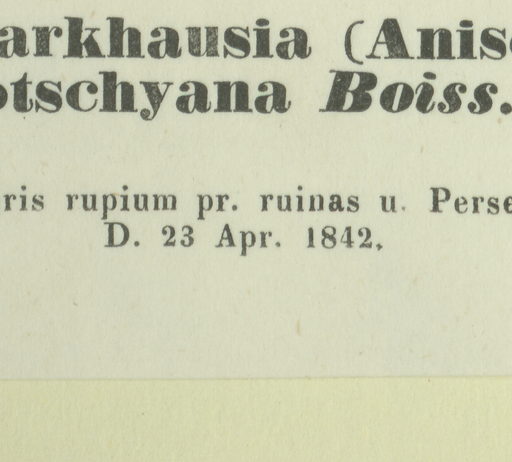 arkhausia (Anis
otschyana Boiss.
ris rupium pr. ruinas u. Perse
D. 23 Apr. 1842.